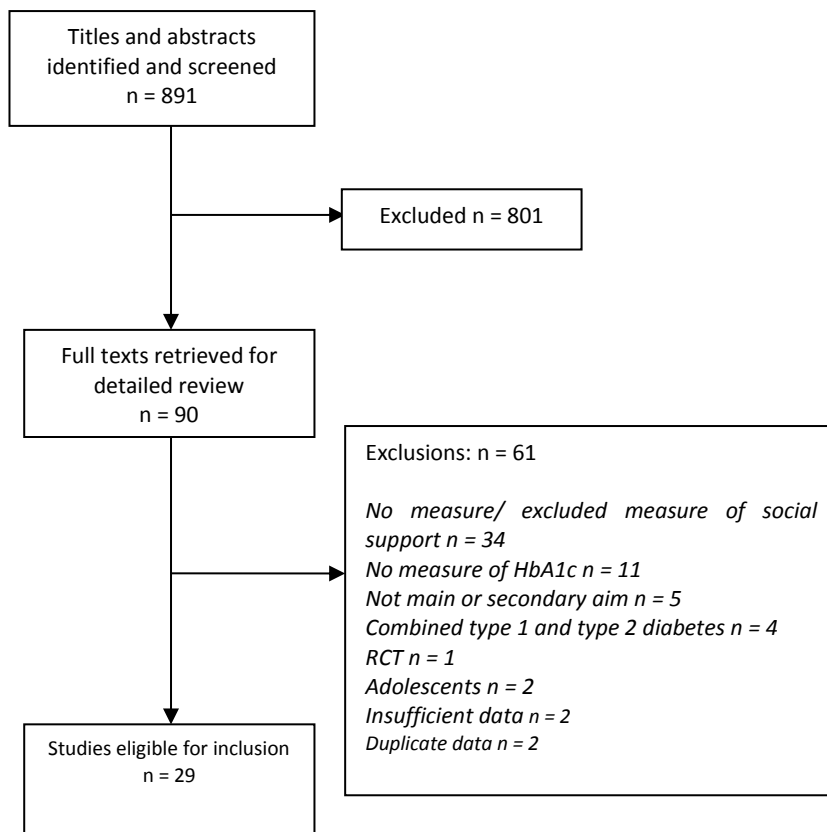 Titles and abstracts
identified and screened
n = 891
Excluded n = 801
Full texts retrieved for
detailed review
n = 90
Exclusions: n = 61
No measure/ excluded measure of social
support n = 34
No measure of HbA1c n = 11
Not main or secondary aim n = 5
Combined type 1 and type 2 diabetes n = 4
RCT n = 1
Adolescents n = 2
Insufficient data n = 2
Duplicate data n = 2
Studies eligible for inclusion
n = 29